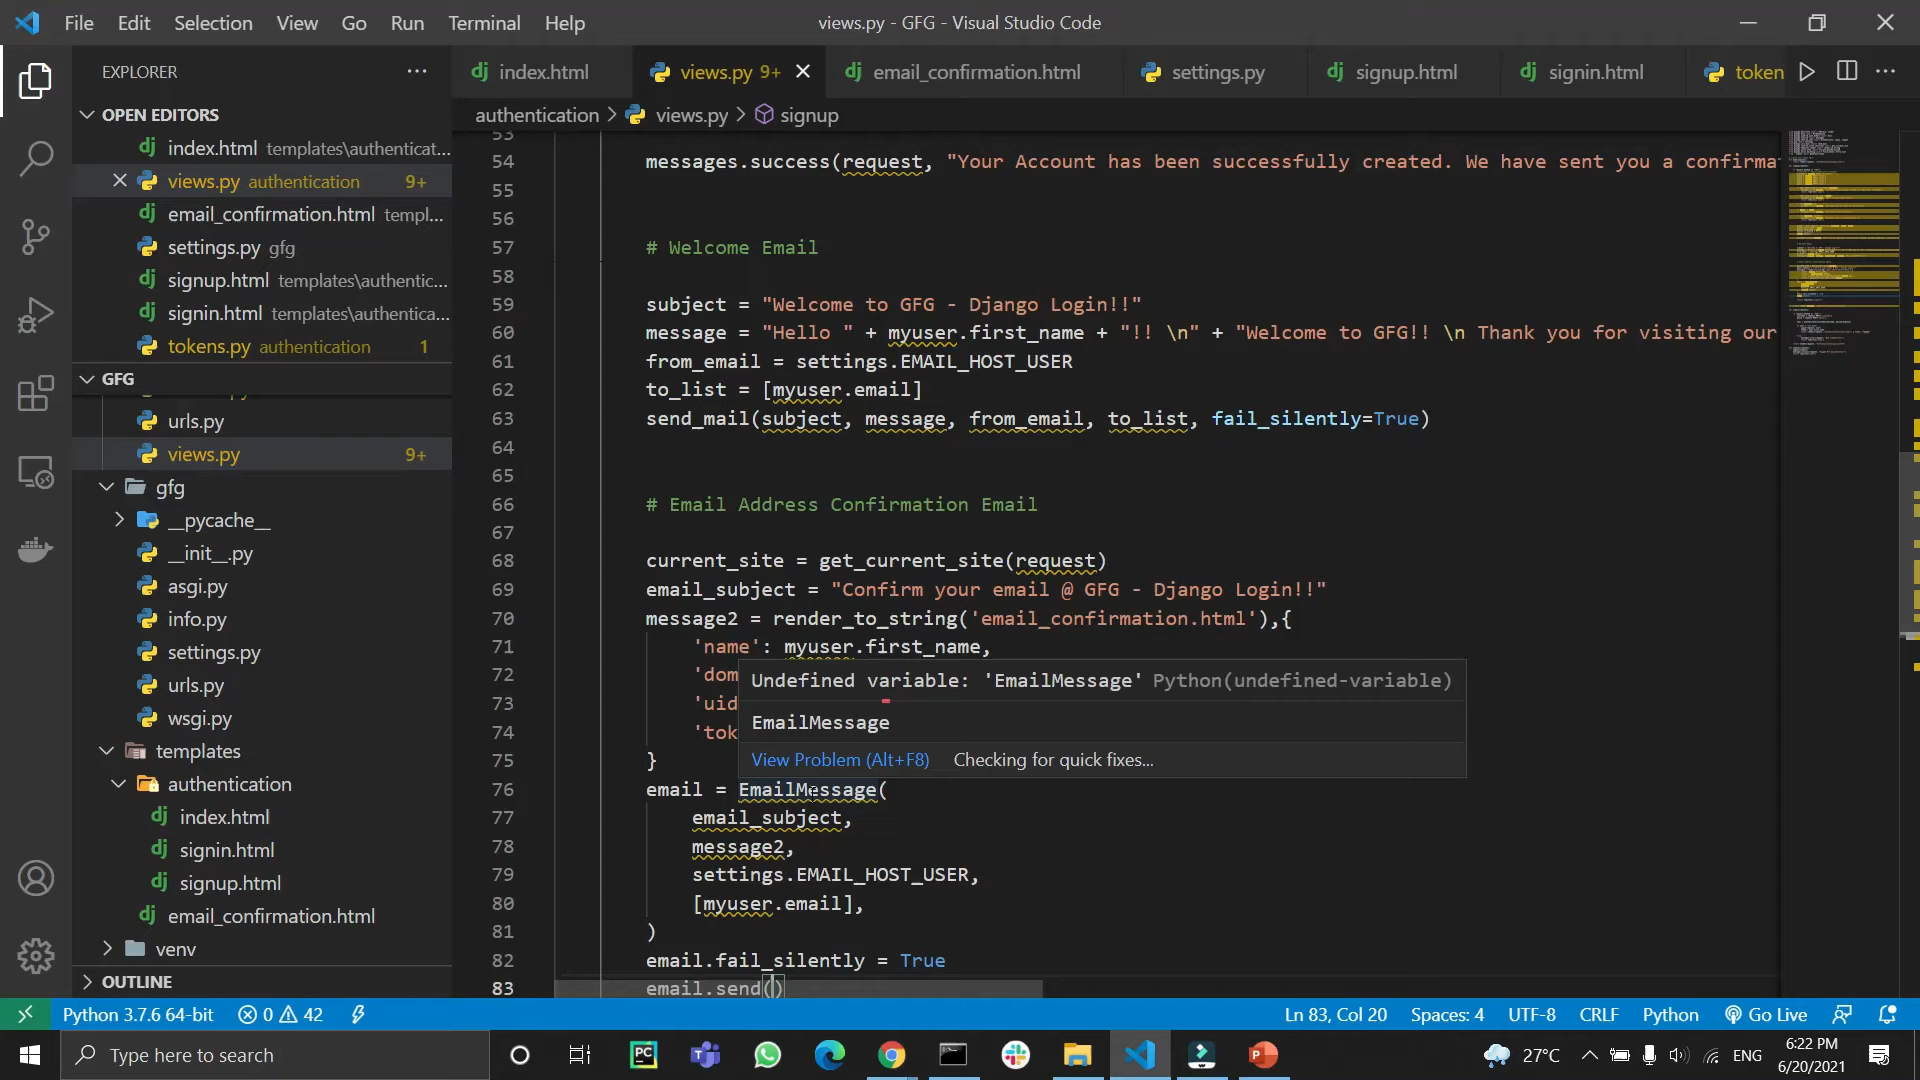 File Edit Selection View Go Run Terminal Help
views.py - GFG - Visual Studio Code
EXPLORER
OPEN EDITORS
index.html templates\authenticat...
views.py authentication 9+
email_confirmation.html templ...
settings.py gfg
signup.html templates\authentic...
signin.html templates\authentica...
tokens.py authentication 1
GFG
urls.py
views.py 9+
gfg
__pycache__
__init__.py
asgi.py
info.py
settings.py
urls.py
wsgi.py
templates
authentication
index.html
signin.html
signup.html
email_confirmation.html
venv
OUTLINE
index.html
views.py 9+
email_confirmation.html
settings.py
signup.html
signin.html
token
authentication > views.py > signup
53
54 messages.success(request, "Your Account has been successfully created. We have sent you a confirma
55
56
57 # Welcome Email
58
59 subject = "Welcome to GFG - Django Login!!"
60 message = "Hello " + myuser.first_name + "!! \n" + "Welcome to GFG!! \n Thank you for visiting our
61 from_email = settings.EMAIL_HOST_USER
62 to_list = [myuser.email]
63 send_mail(subject, message, from_email, to_list, fail_silently=True)
64
65
66 # Email Address Confirmation Email
67
68 current_site = get_current_site(request)
69 email_subject = "Confirm your email @ GFG - Django Login!!"
70 message2 = render_to_string('email_confirmation.html'),{
71 'name': myuser.first_name,
72 'dom
73 'uid
74 'tok
75 }
76 email = EmailMessage(
77 email_subject,
78 message2,
79 settings.EMAIL_HOST_USER,
80 [myuser.email],
81 )
82 email.fail_silently = True
83 email.send()
Undefined variable: 'EmailMessage' Python(undefined-variable)
EmailMessage
View Problem (Alt+F8) Checking for quick fixes...
Python 3.7.6 64-bit 0 42 Ln 83, Col 20 Spaces: 4 UTF-8 CRLF Python Go Live
Type here to search
27°C ENG
6:22 PM
6/20/2021